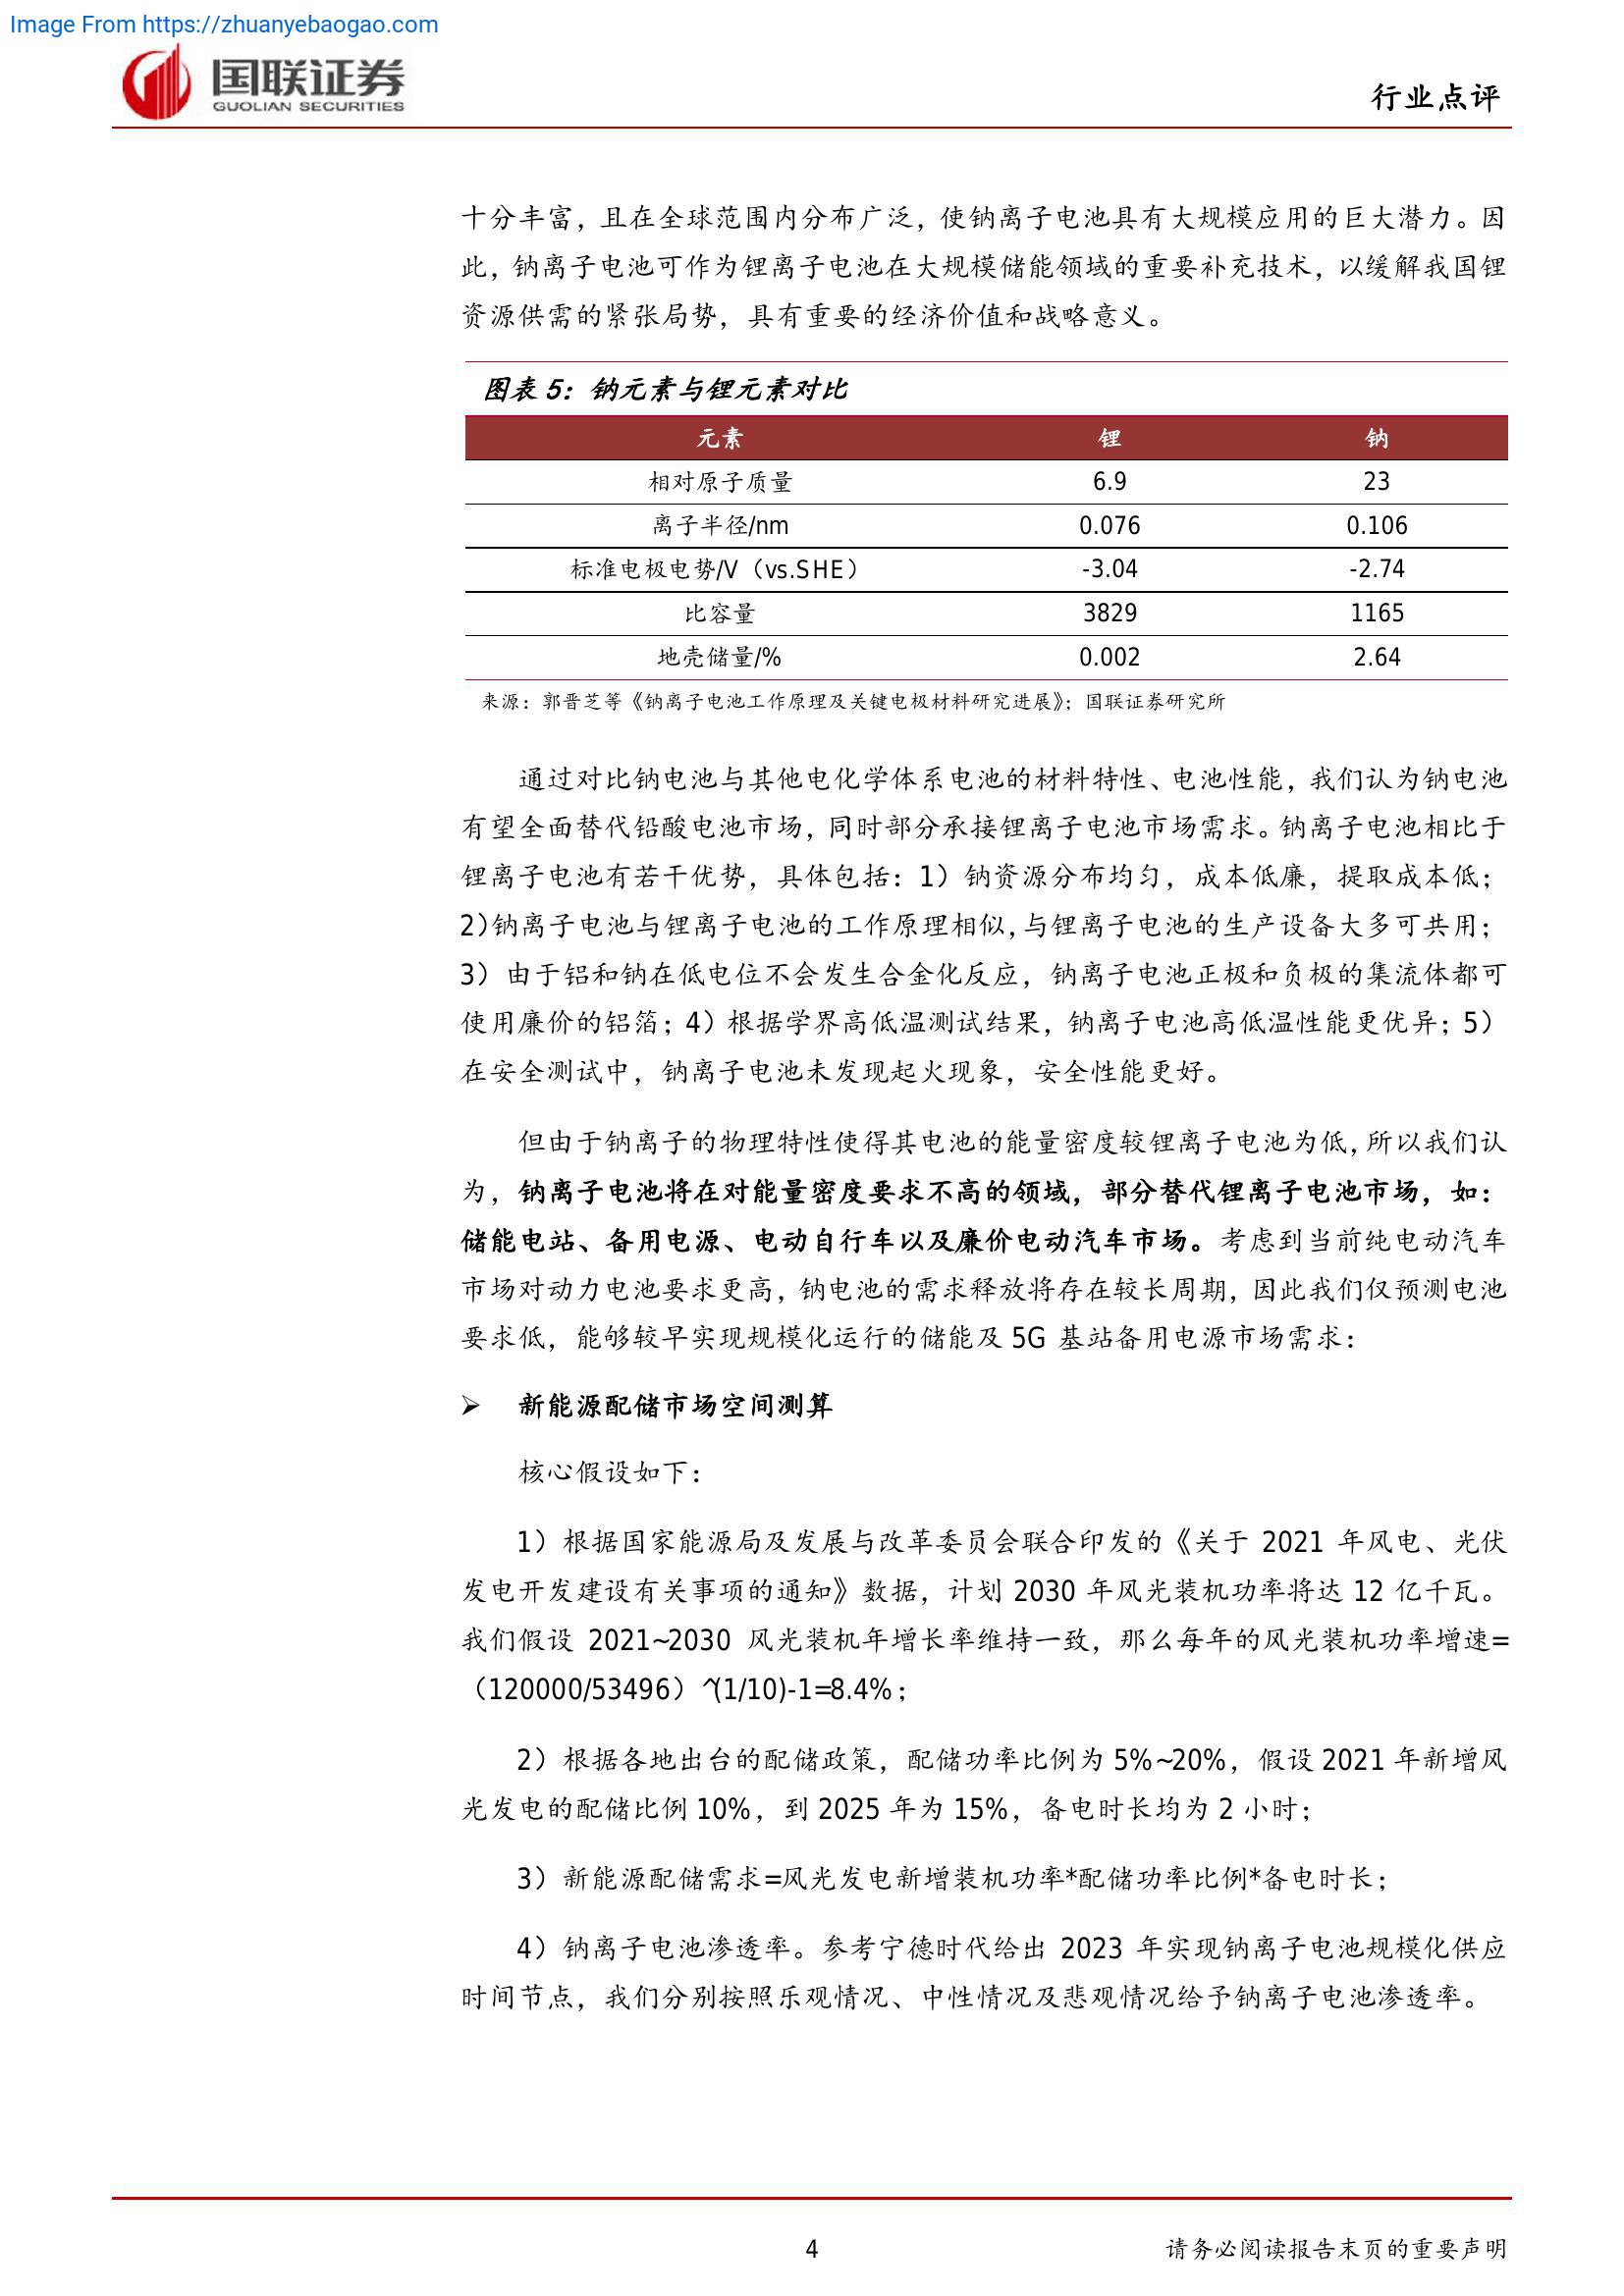 Image From https://zhuanyebaogao.com
国联证券
GUOLIAN SECURITIES
行业点评
十分丰富，且在全球范围内分布广泛，使钠离子电池具有大规模应用的巨大潜力。因
此，钠离子电池可作为锂离子电池在大规模储能领域的重要补充技术，以缓解我国锂
资源供需的紧张局势，具有重要的经济价值和战略意义。
图表 5：钠元素与锂元素对比
元素 锂 钠
相对原子质量 6.9 23
离子半径/nm 0.076 0.106
标准电极电势/V（vs.SHE） -3.04 -2.74
比容量 3829 1165
地壳储量/% 0.002 2.64
来源：郭晋芝等《钠离子电池工作原理及关键电极材料研究进展》；国联证券研究所
通过对比钠电池与其他电化学体系电池的材料特性、电池性能，我们认为钠电池
有望全面替代铅酸电池市场，同时部分承接锂离子电池市场需求。钠离子电池相比于
锂离子电池有若干优势，具体包括：1）钠资源分布均匀，成本低廉，提取成本低；
2）钠离子电池与锂离子电池的工作原理相似，与锂离子电池的生产设备大多可共用；
3）由于铝和钠在低电位不会发生合金化反应，钠离子电池正极和负极的集流体都可
使用廉价的铝箔；4）根据学界高低温测试结果，钠离子电池高低温性能更优异；5）
在安全测试中，钠离子电池未发现起火现象，安全性能更好。
但由于钠离子的物理特性使得其电池的能量密度较锂离子电池为低，所以我们认
为，钠离子电池将在对能量密度要求不高的领域，部分替代锂离子电池市场，如：
储能电站、备用电源、电动自行车以及廉价电动汽车市场。考虑到当前纯电动汽车
市场对动力电池要求更高，钠电池的需求释放将存在较长周期，因此我们仅预测电池
要求低，能够较早实现规模化运行的储能及 5G 基站备用电源市场需求：
➢ 新能源配储市场空间测算
核心假设如下：
1）根据国家能源局及发展与改革委员会联合印发的《关于 2021 年风电、光伏
发电开发建设有关事项的通知》数据，计划 2030 年风光装机功率将达 12 亿千瓦。
我们假设 2021~2030 风光装机年增长率维持一致，那么每年的风光装机功率增速=
（120000/53496）^(1/10)-1=8.4%；
2）根据各地出台的配储政策，配储功率比例为 5%~20%，假设 2021 年新增风
光发电的配储比例 10%，到 2025 年为 15%，备电时长均为 2 小时；
3）新能源配储需求=风光发电新增装机功率*配储功率比例*备电时长；
4）钠离子电池渗透率。参考宁德时代给出 2023 年实现钠离子电池规模化供应
时间节点，我们分别按照乐观情况、中性情况及悲观情况给予钠离子电池渗透率。
4
请务必阅读报告末页的重要声明